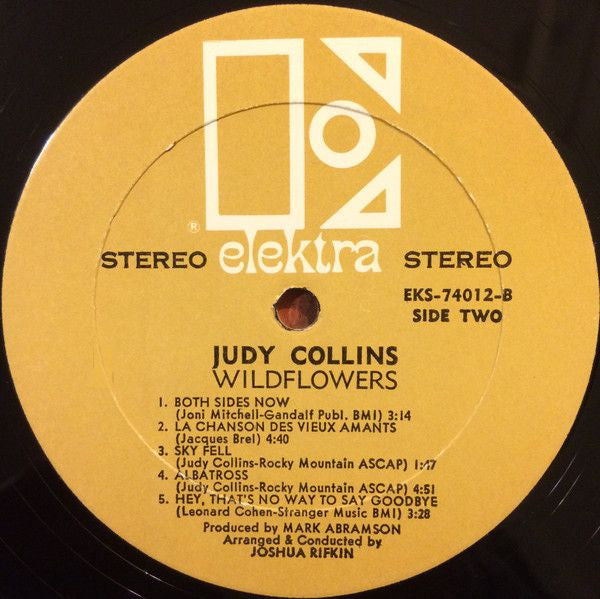 ®
STEREO elektra STEREO
EKS-74012-B
SIDE TWO
JUDY COLLINS
WILDFLOWERS
1. BOTH SIDES NOW
(Joni Mitchell-Gandalf Publ. BMI) 3:14
2. LA CHANSON DES VIEUX AMANTS
(Jacques Brel) 4:40
3. SKY FELL
(Judy Collins-Rocky Mountain ASCAP) 1:47
4. ALBATROSS
(Judy Collins-Rocky Mountain ASCAP) 4:51
5. HEY, THAT'S NO WAY TO SAY GOODBYE
(Leonard Cohen-Stranger Music BMI) 3:28
Produced by MARK ABRAMSON
Arranged & Conducted by
JOSHUA RIFKIN